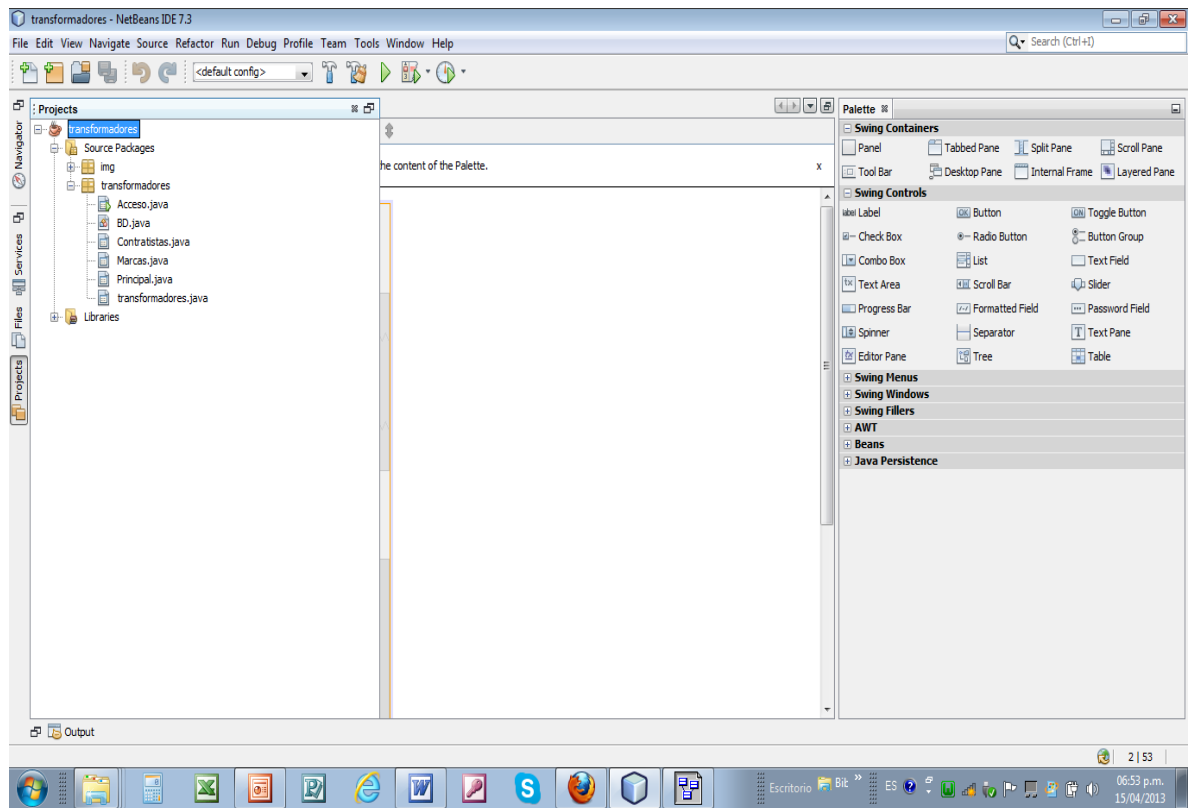 transformadores - NetBeans IDE 7.3
File Edit View Navigate Source Refactor Run Debug Profile Team Tools Window Help
Search (Ctrl+I)
<default config>
Projects
Palette
Navigator
Services
Files
Projects
transformadores
Source Packages
img
transformadores
Acceso.java
BD.java
Contratistas.java
Marcas.java
Principal.java
transformadores.java
Libraries
he content of the Palette.
x
Swing Containers
Panel Tabbed Pane Split Pane Scroll Pane
Tool Bar Desktop Pane Internal Frame Layered Pane
Swing Controls
label Label OK Button ON Toggle Button
Check Box Radio Button Button Group
Combo Box List Text Field
Text Area Scroll Bar Slider
Progress Bar Formatted Field Password Field
Spinner Separator Text Pane
Editor Pane Tree Table
Swing Menus
Swing Windows
Swing Fillers
AWT
Beans
Java Persistence
Output
2 | 53
Escritorio Bit » ES
06:53 p.m.
15/04/2013